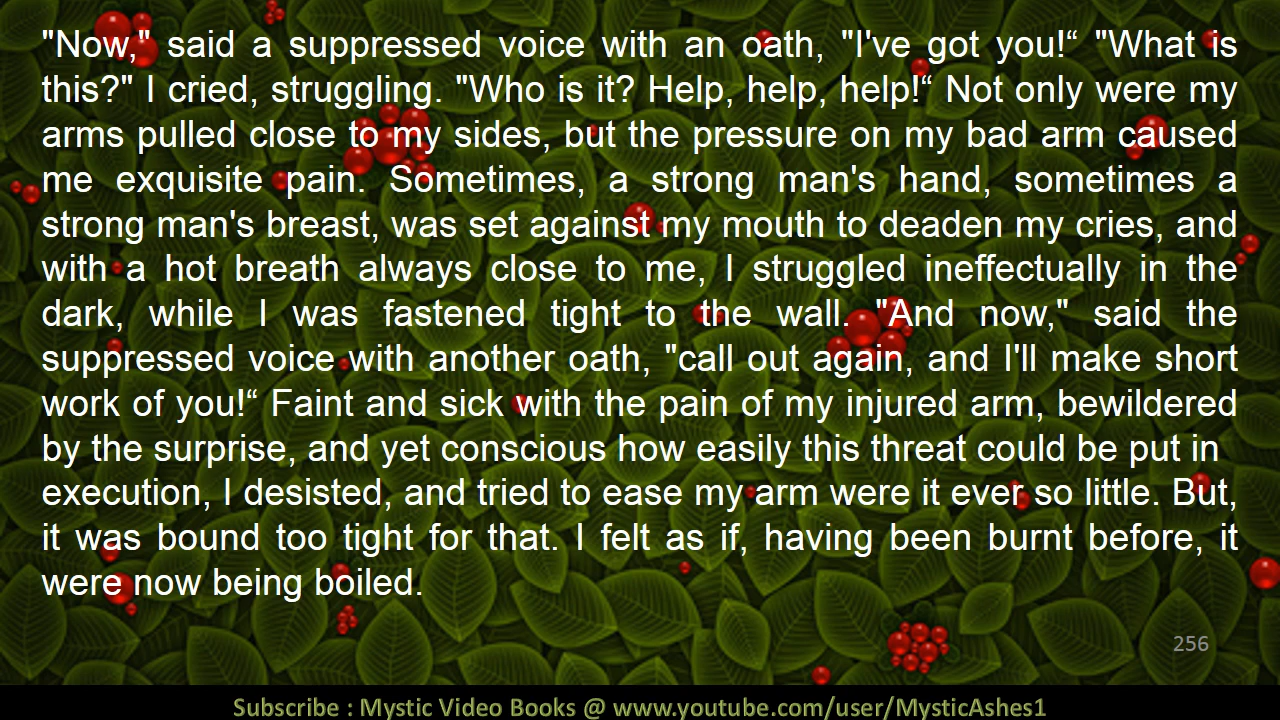 "Now," said a suppressed voice with an oath, "I've got you!“ "What is
this?" I cried, struggling. "Who is it? Help, help, help!“ Not only were my
arms pulled close to my sides, but the pressure on my bad arm caused
me exquisite pain. Sometimes, a strong man's hand, sometimes a
strong man's breast, was set against my mouth to deaden my cries, and
with a hot breath always close to me, I struggled ineffectually in the
dark, while I was fastened tight to the wall. "And now," said the
suppressed voice with another oath, "call out again, and I'll make short
work of you!“ Faint and sick with the pain of my injured arm, bewildered
by the surprise, and yet conscious how easily this threat could be put in
execution, I desisted, and tried to ease my arm were it ever so little. But,
it was bound too tight for that. I felt as if, having been burnt before, it
were now being boiled.
256
Subscribe : Mystic Video Books @ www.youtube.com/user/MysticAshes1